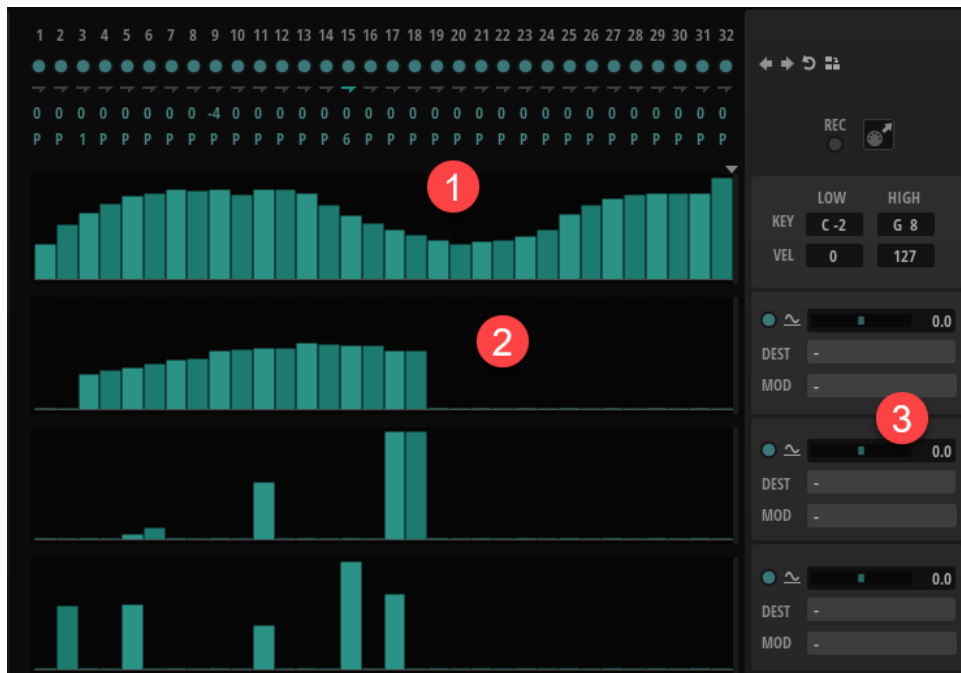 1 2 3 4 5 6 7 8 9 10 11 12 13 14 15 16 17 18 19 20 21 22 23 24 25 26 27 28 29 30 31 32
0 0 0 0 0 0 0 0 -4 0 0 0 0 0 0 0 0 0 0 0 0 0 0 0 0 0 0 0 0 0 0 0
P P 1 P P P P P P P P P P P 6 P P P P P P P P P P P P P P P P P
REC
1
LOW HIGH
KEY C -2 G 8
VEL 0 127
2
0.0
DEST -
MOD -
3
0.0
DEST -
MOD -
0.0
DEST -
MOD -